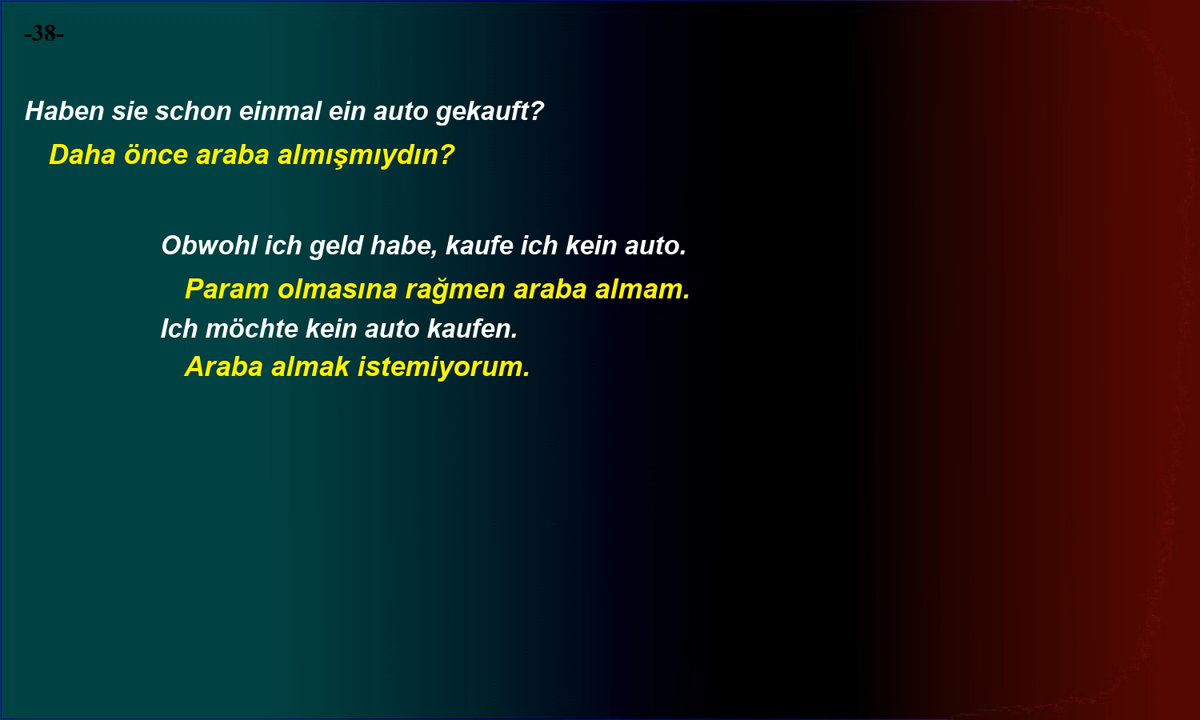 -38-
Haben sie schon einmal ein auto gekauft?
Daha önce araba almışmıydın?
Obwohl ich geld habe, kaufe ich kein auto.
Param olmasına rağmen araba almam.
Ich möchte kein auto kaufen.
Araba almak istemiyorum.